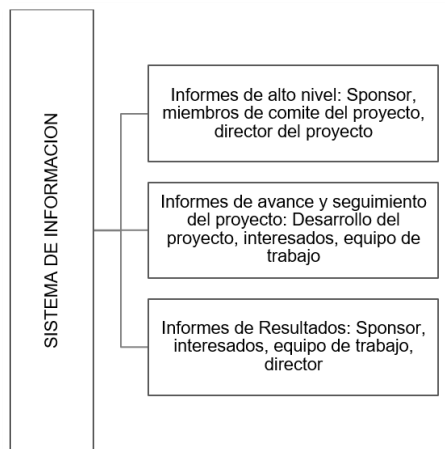 SISTEMA DE INFORMACION
Informes de alto nivel: Sponsor,
miembros de comite del proyecto,
director del proyecto
Informes de avance y seguimiento
del proyecto: Desarrollo del
proyecto, interesados, equipo de
trabajo
Informes de Resultados: Sponsor,
interesados, equipo de trabajo,
director